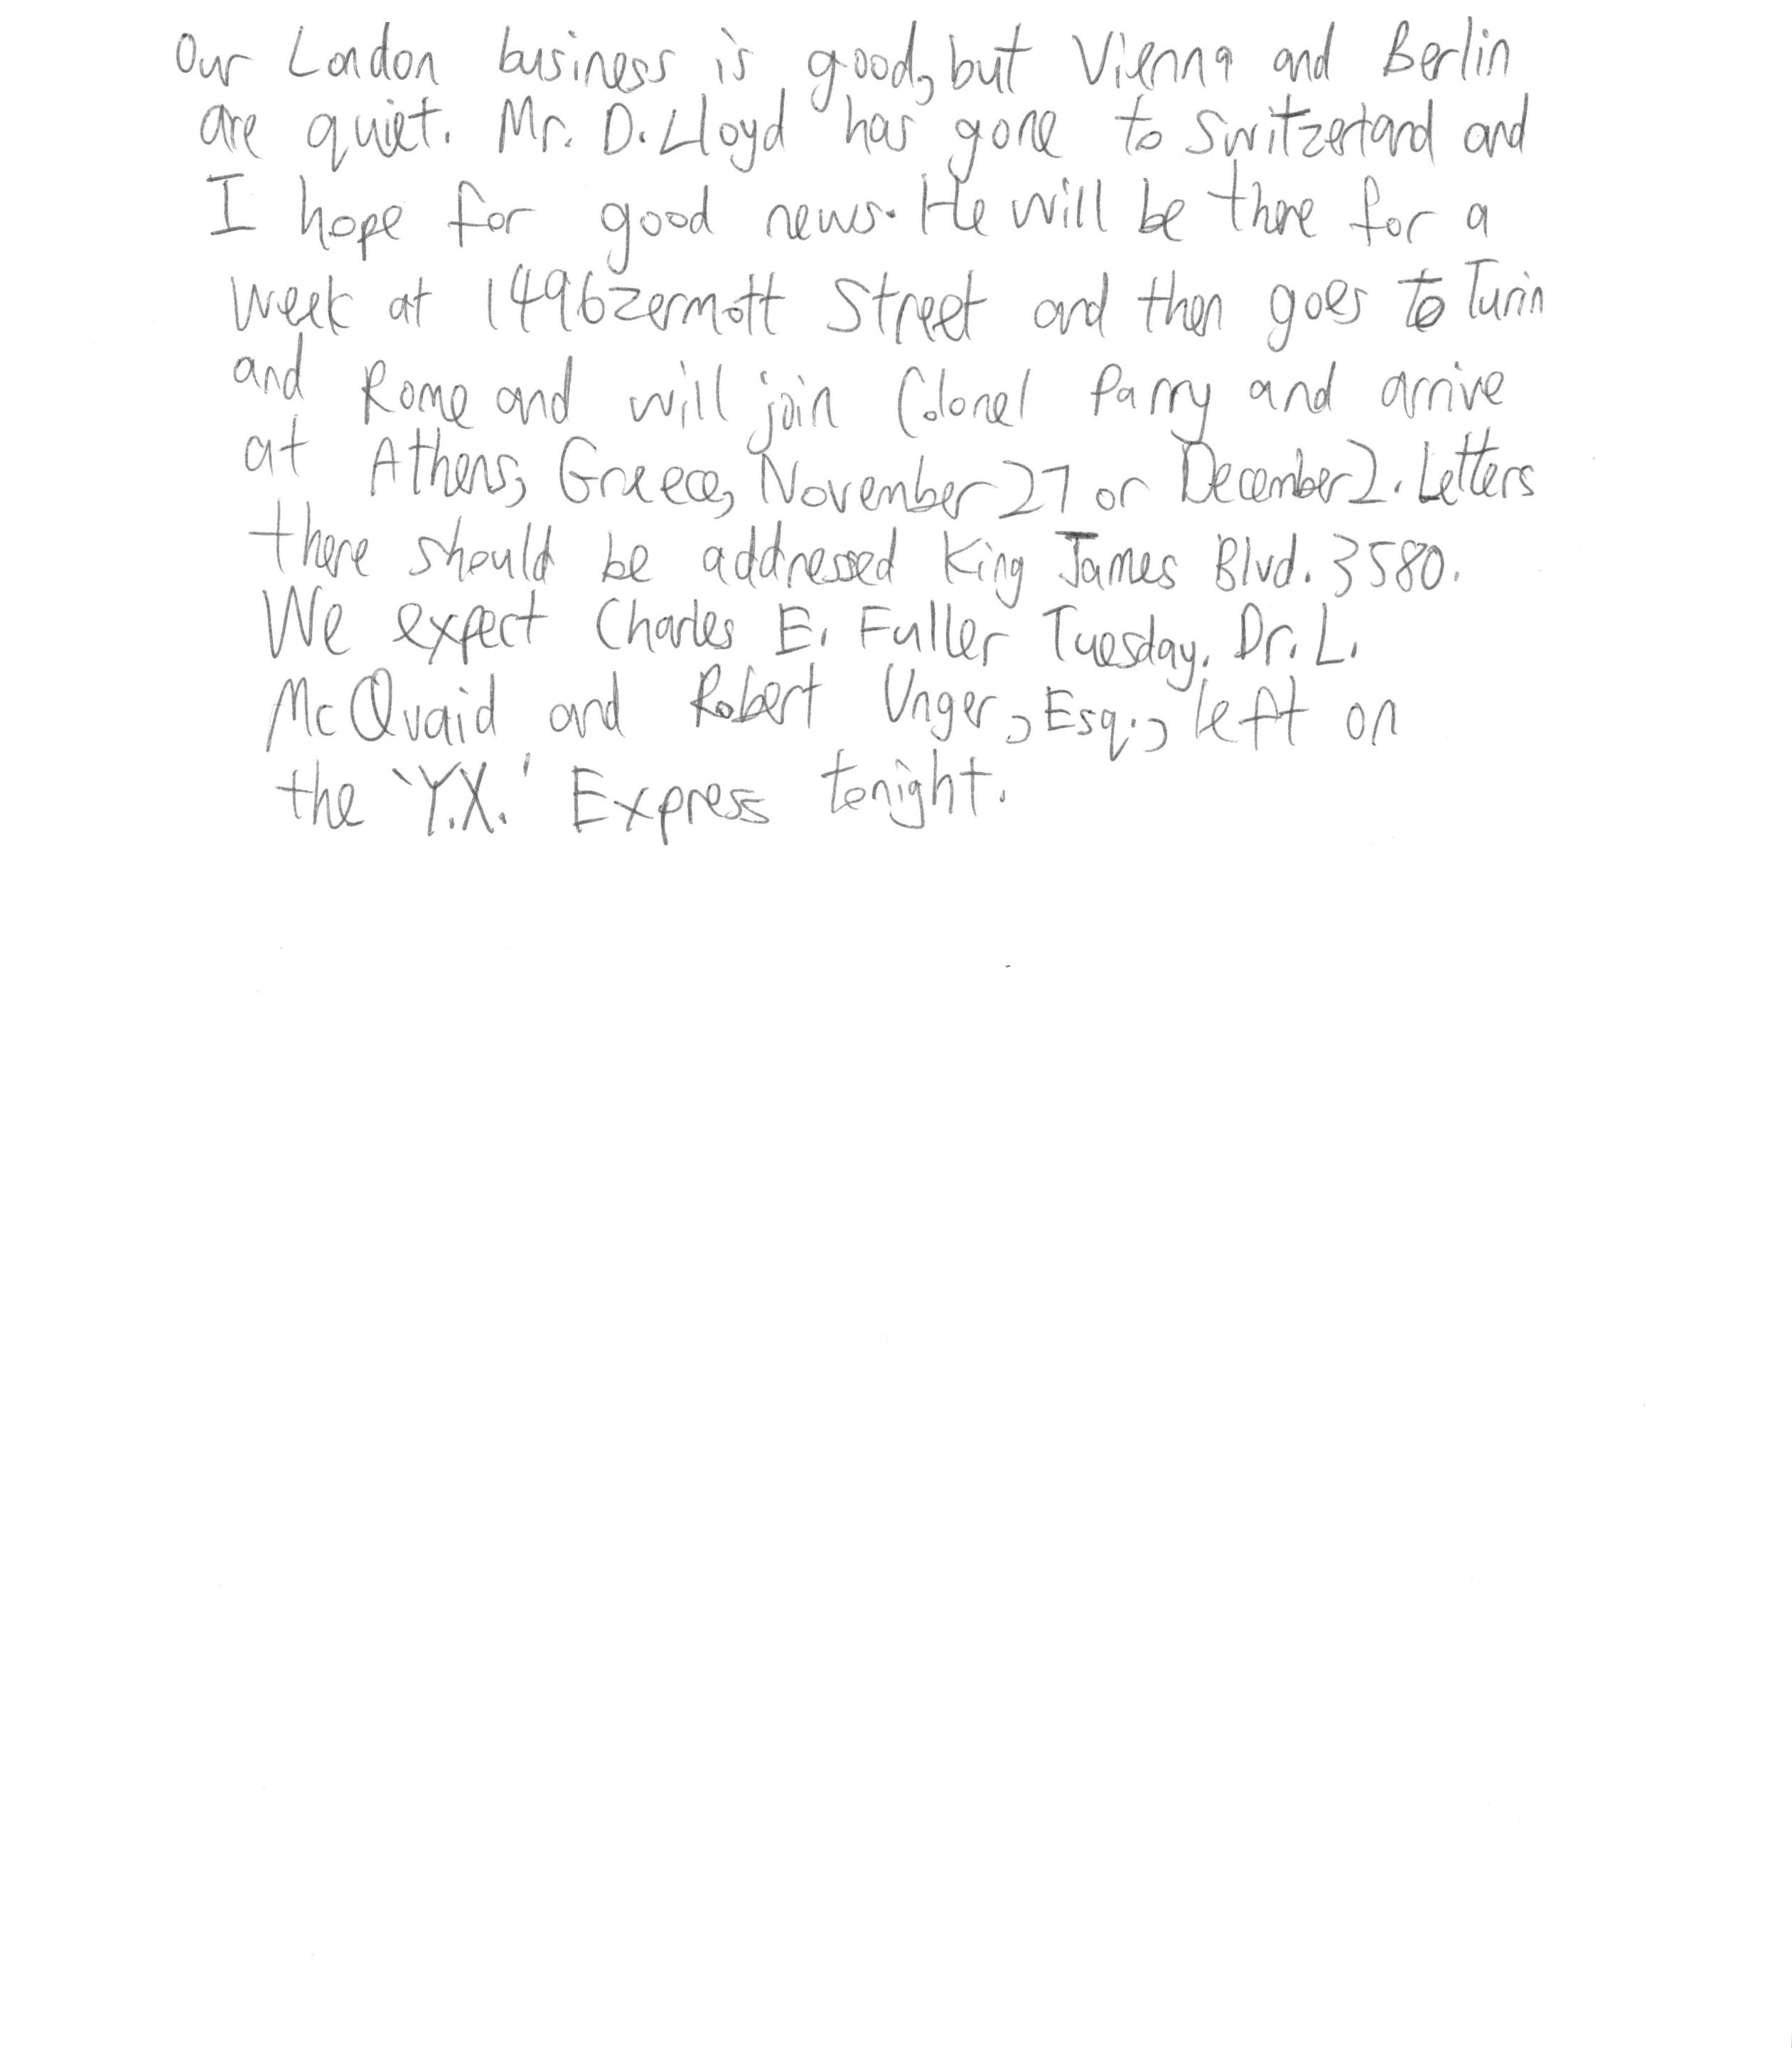 Our London business is good, but Vienna and Berlin
are quiet. Mr. D. Lloyd has gone to Switzerland and
I hope for good news. He will be there for a
week at 1496 zermott Street and then goes to Turin
and Rome and will join Colonel Parry and arrive
at Athens, Greece, November 27 or December 2. Letters
there should be addressed King James Blvd. 3580.
We expect Charles E. Fuller Tuesday. Dr. L.
McQuaid and Robert Unger, Esq., left on
the 'Y.X.' Express tonight.